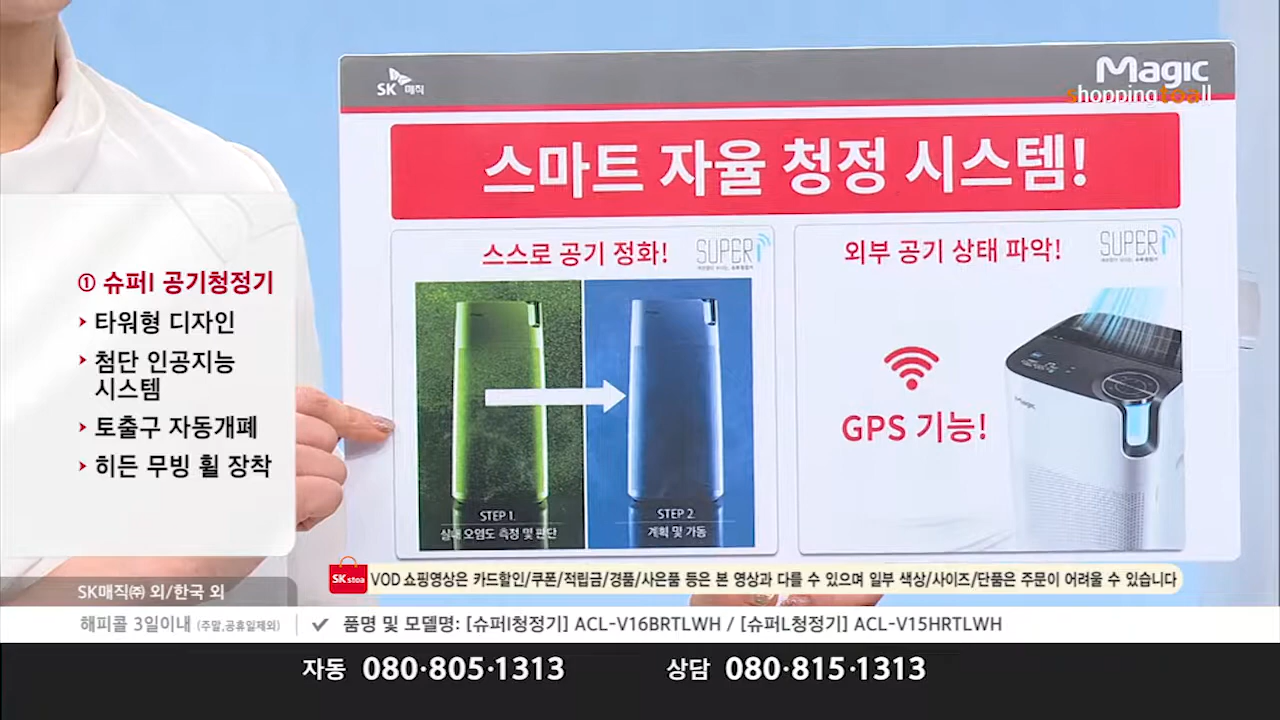 SK 매직
Magic
shoppingtoall
스마트 자율 청정 시스템!
스스로 공기 정화!
SUPER i
외부 공기 상태 파악!
SUPER i
GPS 기능!
Magic
STEP 1.
실내 오염도 측정 및 판단
STEP 2.
계획 및 가동
① 슈퍼I 공기청정기
타워형 디자인
첨단 인공지능
시스템
토출구 자동개폐
히든 무빙 휠 장착
SK stoa
VOD 쇼핑영상은 카드할인/쿠폰/적립금/경품/사은품 등은 본 영상과 다를 수 있으며 일부 색상/사이즈/단품은 주문이 어려울 수 있습니다
SK매직㈜ 외/한국 외
해피콜 3일이내 (주말,공휴일제외)
품명 및 모델명: [슈퍼I청정기] ACL-V16BRTLWH / [슈퍼L청정기] ACL-V15HRTLWH
자동 080·805·1313
상담 080·815·1313